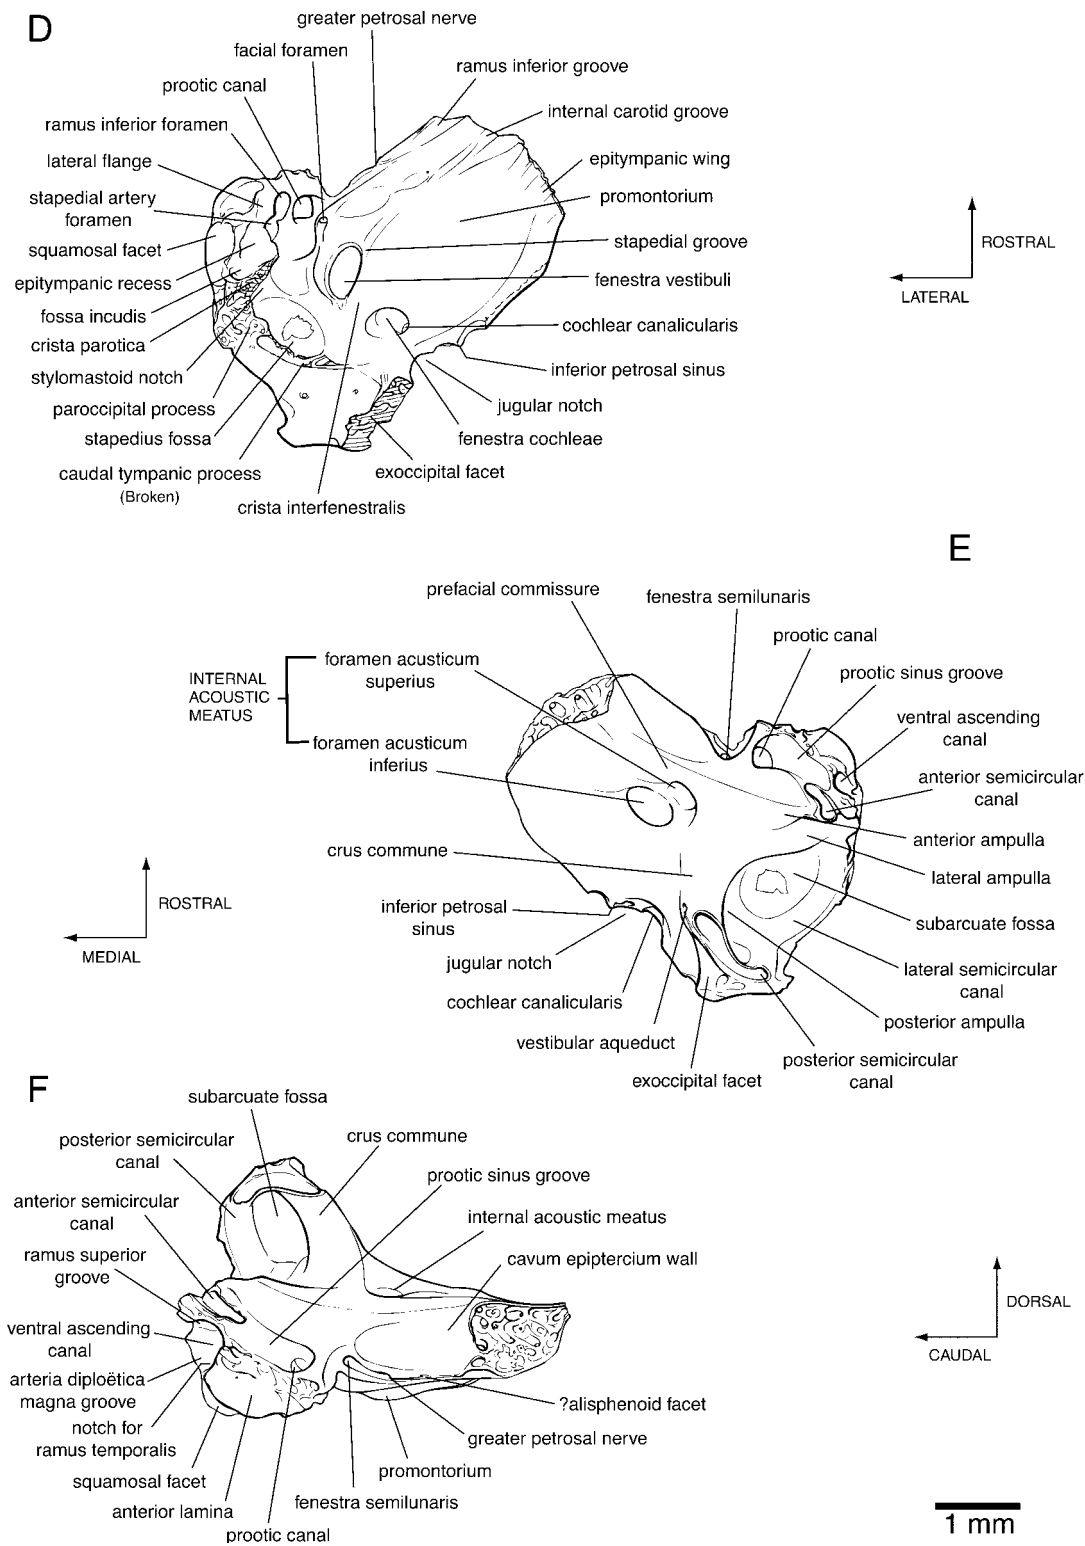 D
greater petrosal nerve
facial foramen
prootic canal
ramus inferior foramen
lateral flange
stapedial artery
foramen
squamosal facet
epitympanic recess
fossa incudis
crista parotica
stylomastoid notch
paroccipital process
stapedius fossa
caudal tympanic process
(Broken)
crista interfenestralis
ramus inferior groove
internal carotid groove
epitympanic wing
promontorium
stapedial groove
fenestra vestibuli
cochlear canalicularis
inferior petrosal sinus
jugular notch
fenestra cochleae
exoccipital facet
ROSTRAL
LATERAL
E
prefacial commissure
fenestra semilunaris
prootic canal
prootic sinus groove
ventral ascending
canal
anterior semicircular
canal
anterior ampulla
lateral ampulla
subarcuate fossa
lateral semicircular
canal
posterior ampulla
posterior semicircular
canal
INTERNAL
ACOUSTIC
MEATUS
foramen acusticum
superius
foramen acusticum
inferius
crus commune
inferior petrosal
sinus
jugular notch
cochlear canalicularis
vestibular aqueduct
exoccipital facet
ROSTRAL
MEDIAL
F
subarcuate fossa
posterior semicircular
canal
anterior semicircular
canal
ramus superior
groove
ventral ascending
canal
arteria diploëtica
magna groove
notch for
ramus temporalis
squamosal facet
anterior lamina
prootic canal
crus commune
prootic sinus groove
internal acoustic meatus
cavum epiptercium wall
?alisphenoid facet
greater petrosal nerve
promontorium
fenestra semilunaris
DORSAL
CAUDAL
1 mm